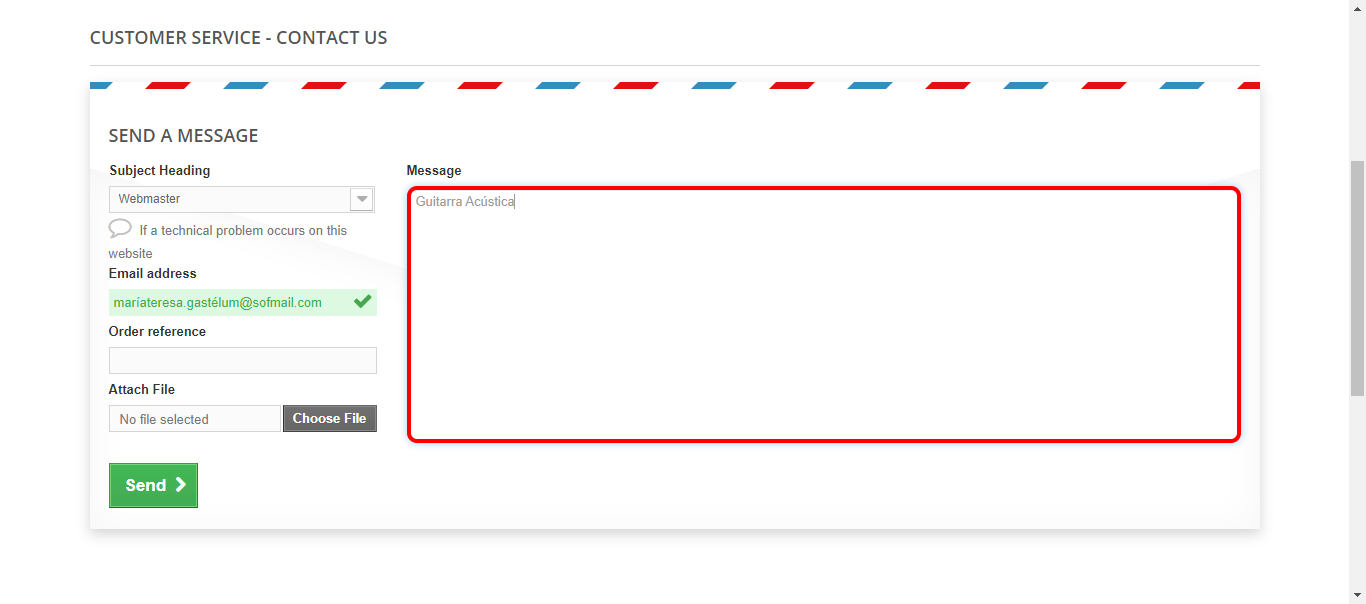 CUSTOMER SERVICE - CONTACT US
SEND A MESSAGE
Subject Heading
Webmaster
If a technical problem occurs on this
website
Email address
maríateresa.gastélum@sofmail.com
Order reference
Attach File
No file selected
Choose File
Send
Message
Guitarra Acústica